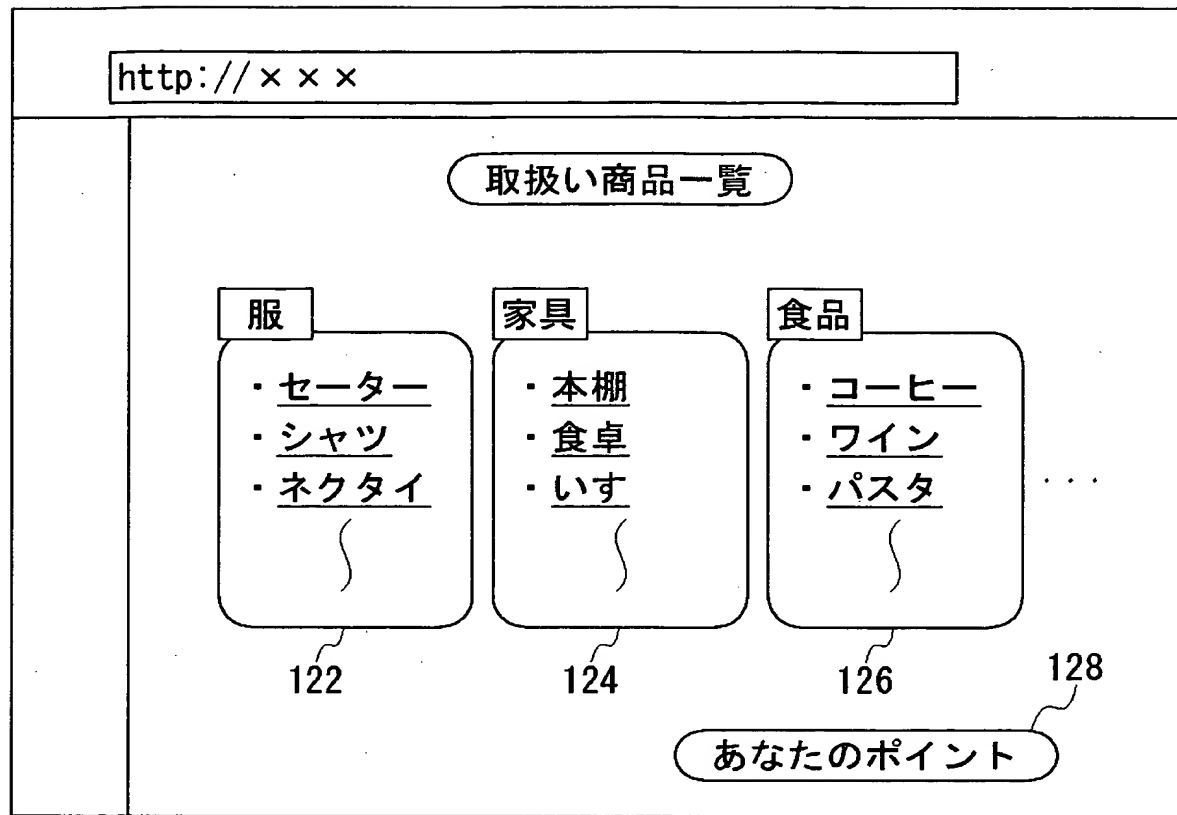 http://×××
取扱い商品一覧
服
・セーター
・シャツ
・ネクタイ
122
家具
・本棚
・食卓
・いす
124
食品
・コーヒー
・ワイン
・パスタ
126
・・・
128
あなたのポイント